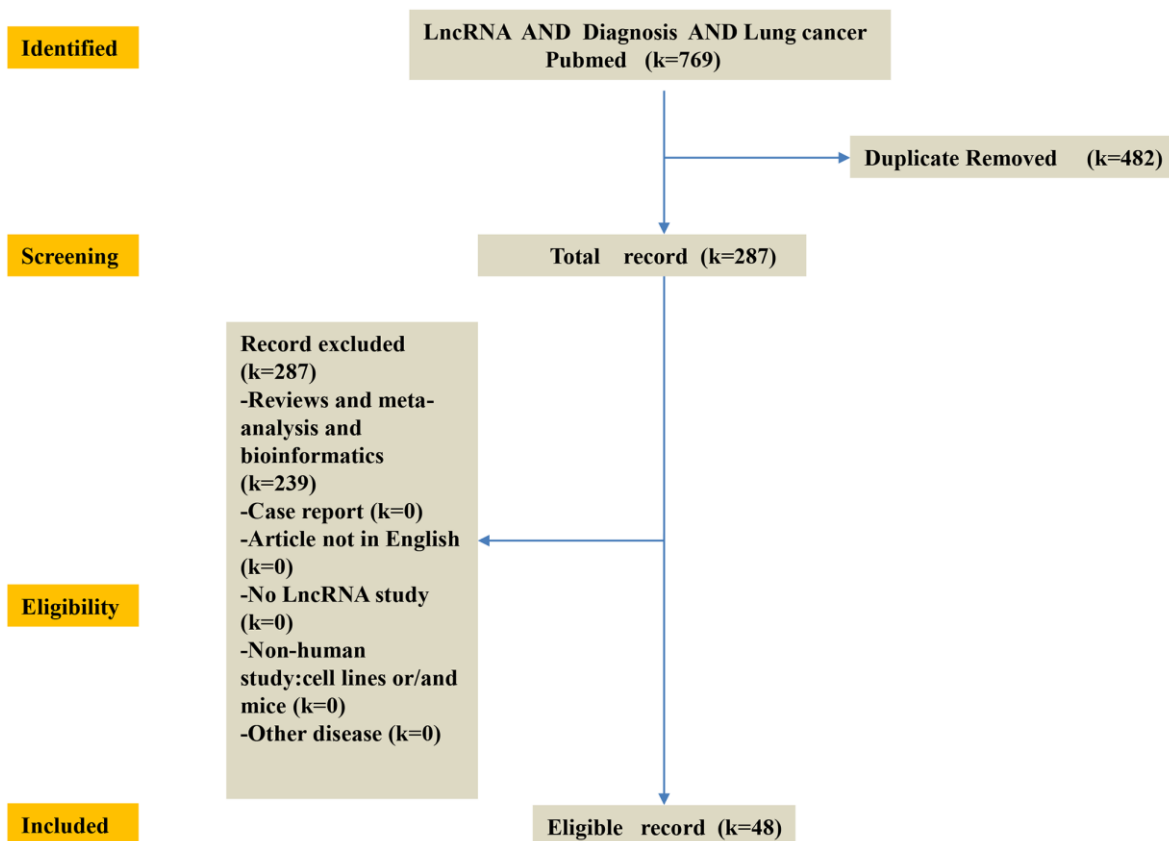 Identified
LncRNA AND Diagnosis AND Lung cancer
Pubmed (k=769)
Duplicate Removed (k=482)
Screening
Total record (k=287)
Record excluded
(k=287)
-Reviews and meta-
analysis and
bioinformatics
(k=239)
-Case report (k=0)
-Article not in English
(k=0)
-No LncRNA study
(k=0)
-Non-human
study:cell lines or/and
mice (k=0)
-Other disease (k=0)
Eligibility
Included
Eligible record (k=48)